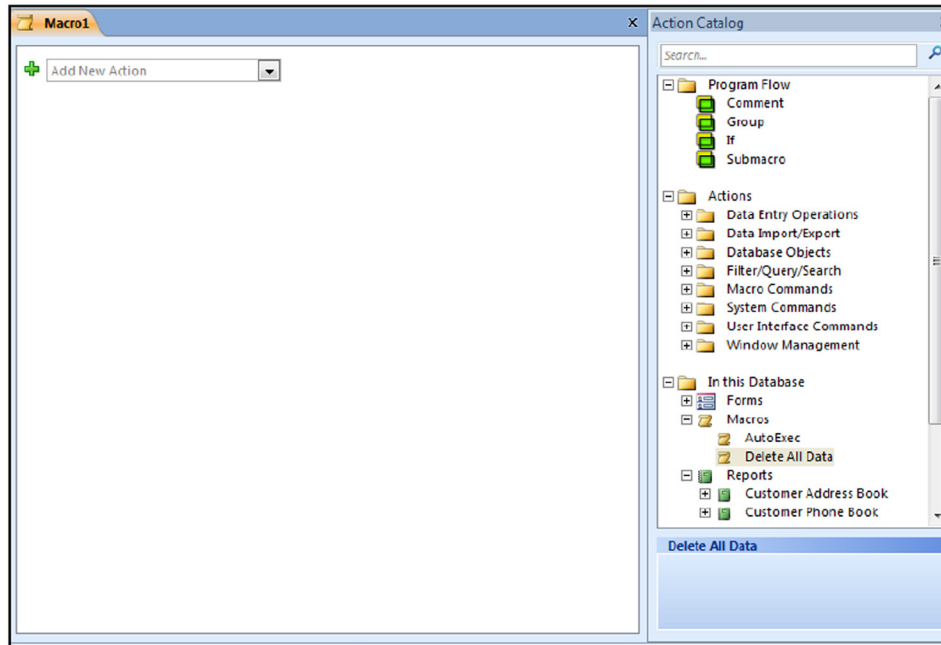 Macro1
x
Action Catalog
Add New Action
Search...
Program Flow
Comment
Group
If
Submacro
Actions
Data Entry Operations
Data Import/Export
Database Objects
Filter/Query/Search
Macro Commands
System Commands
User Interface Commands
Window Management
In this Database
Forms
Macros
AutoExec
Delete All Data
Reports
Customer Address Book
Customer Phone Book
Delete All Data